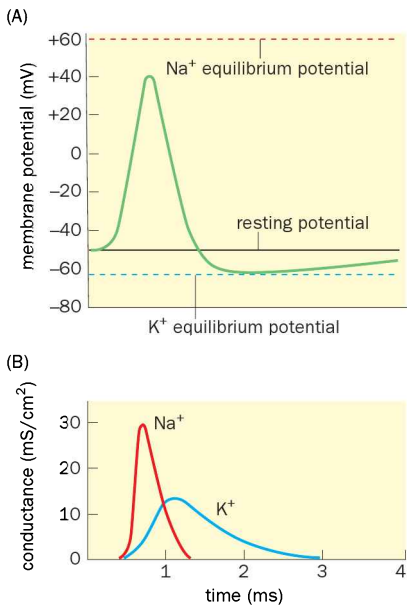 (A)
+60
Na⁺ equilibrium potential
+40
+20
0
–20
–40
resting potential
–60
–80
K⁺ equilibrium potential
membrane potential (mV)
(B)
conductance (mS/cm²)
30
Na⁺
20
K⁺
10
0
1
2
3
4
time (ms)